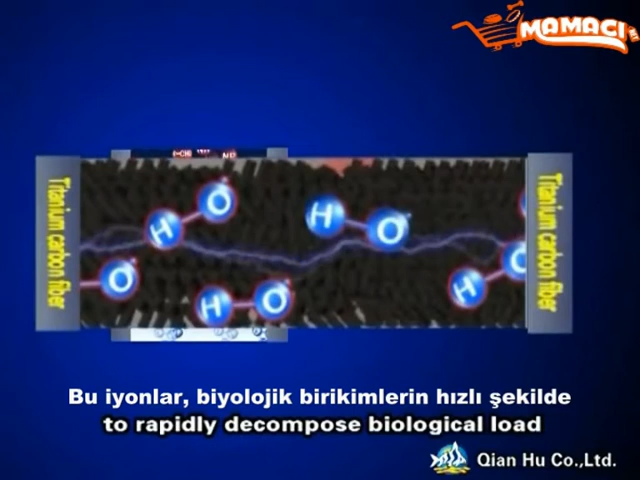 MAMACI
Titanium carbon fiber
H
O
H
O
O
H
O
H
O
Titanium carbon fiber
Bu iyonlar, biyolojik birikimlerin hızlı şekilde
to rapidly decompose biological load
Qian Hu Co.,Ltd.